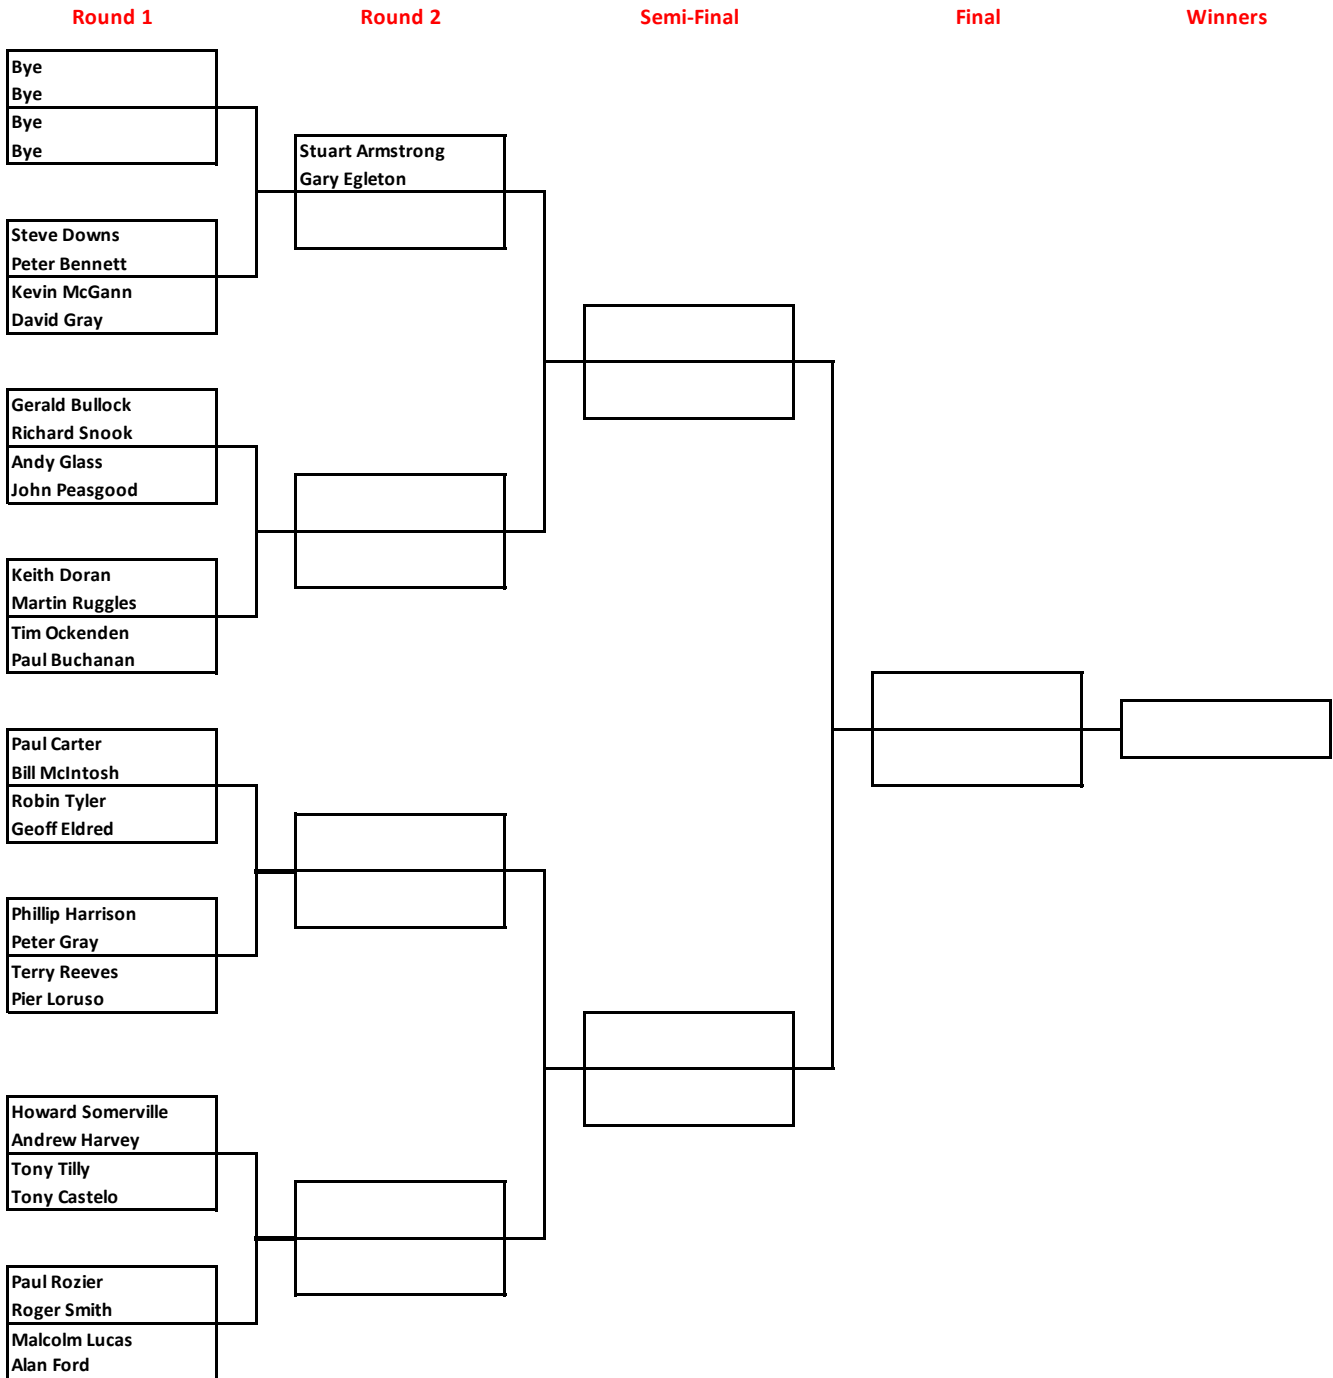 Round 1
Round 2
Semi-Final
Final
Winners
Bye
Bye
Bye
Bye
Stuart Armstrong
Gary Egleton
Steve Downs
Peter Bennett
Kevin McGann
David Gray
Gerald Bullock
Richard Snook
Andy Glass
John Peasgood
Keith Doran
Martin Ruggles
Tim Ockenden
Paul Buchanan
Paul Carter
Bill McIntosh
Robin Tyler
Geoff Eldred
Phillip Harrison
Peter Gray
Terry Reeves
Pier Loruso
Howard Somerville
Andrew Harvey
Tony Tilly
Tony Castelo
Paul Rozier
Roger Smith
Malcolm Lucas
Alan Ford